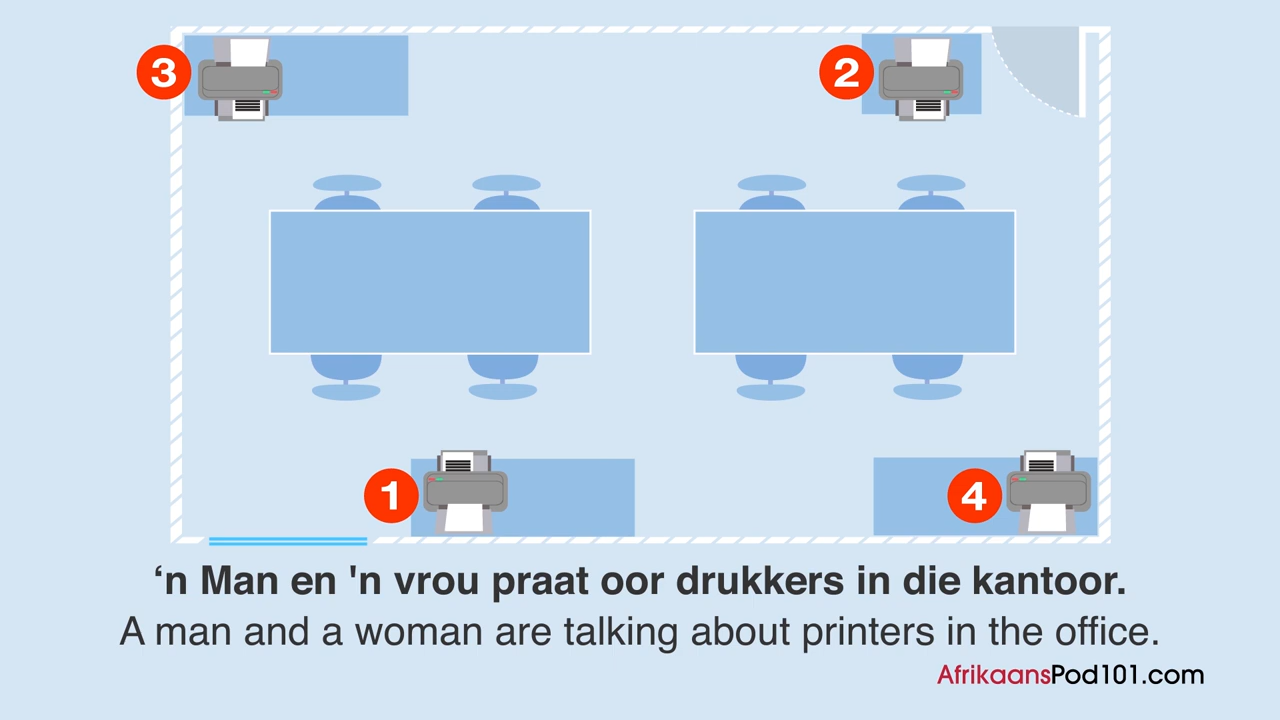 3
2
1
4
‘n Man en 'n vrou praat oor drukkers in die kantoor.
A man and a woman are talking about printers in the office.
AfrikaansPod101.com